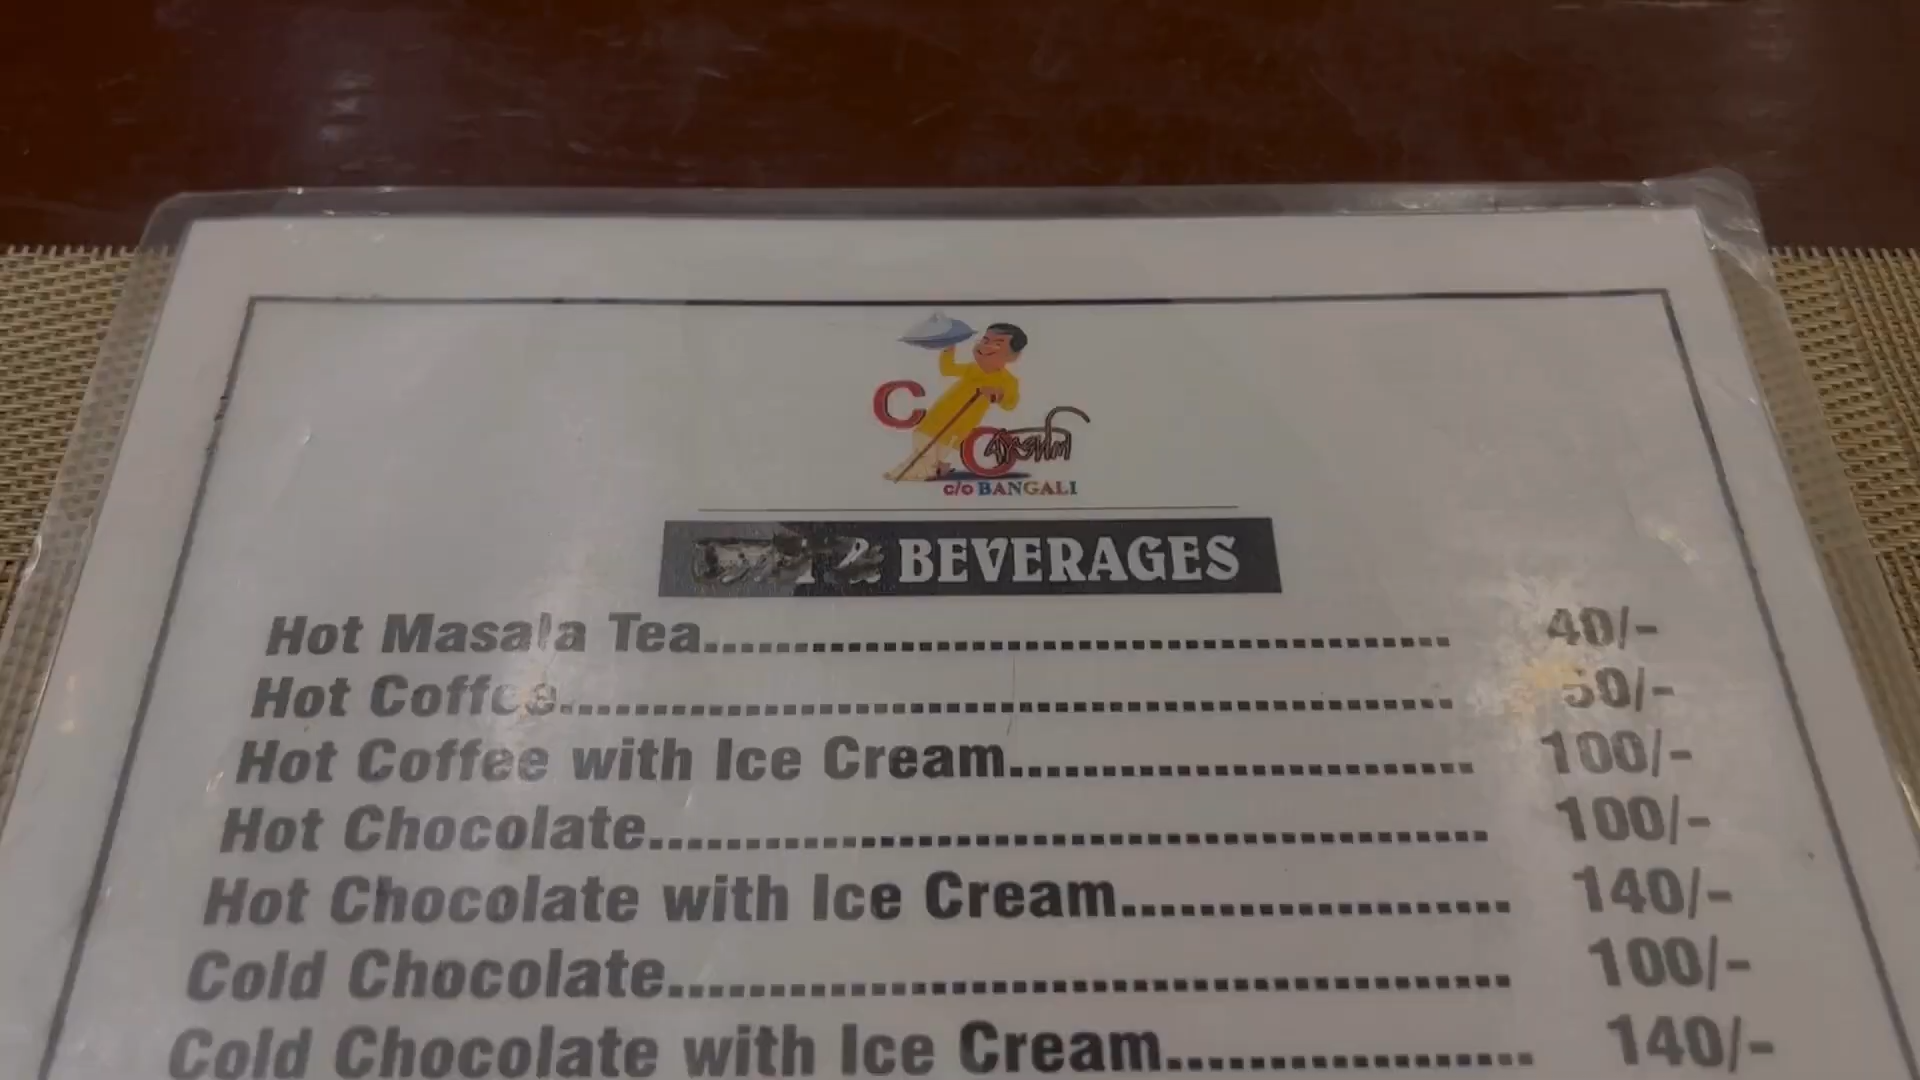 C
O বাঙালি
c/o BANGALI
& BEVERAGES
Hot Masala Tea........................................ 40/-
Hot Coffee............................................... 50/-
Hot Coffee with Ice Cream........................ 100/-
Hot Chocolate........................................... 100/-
Hot Chocolate with Ice Cream.................... 140/-
Cold Chocolate.......................................... 100/-
Cold Chocolate with Ice Cream................... 140/-